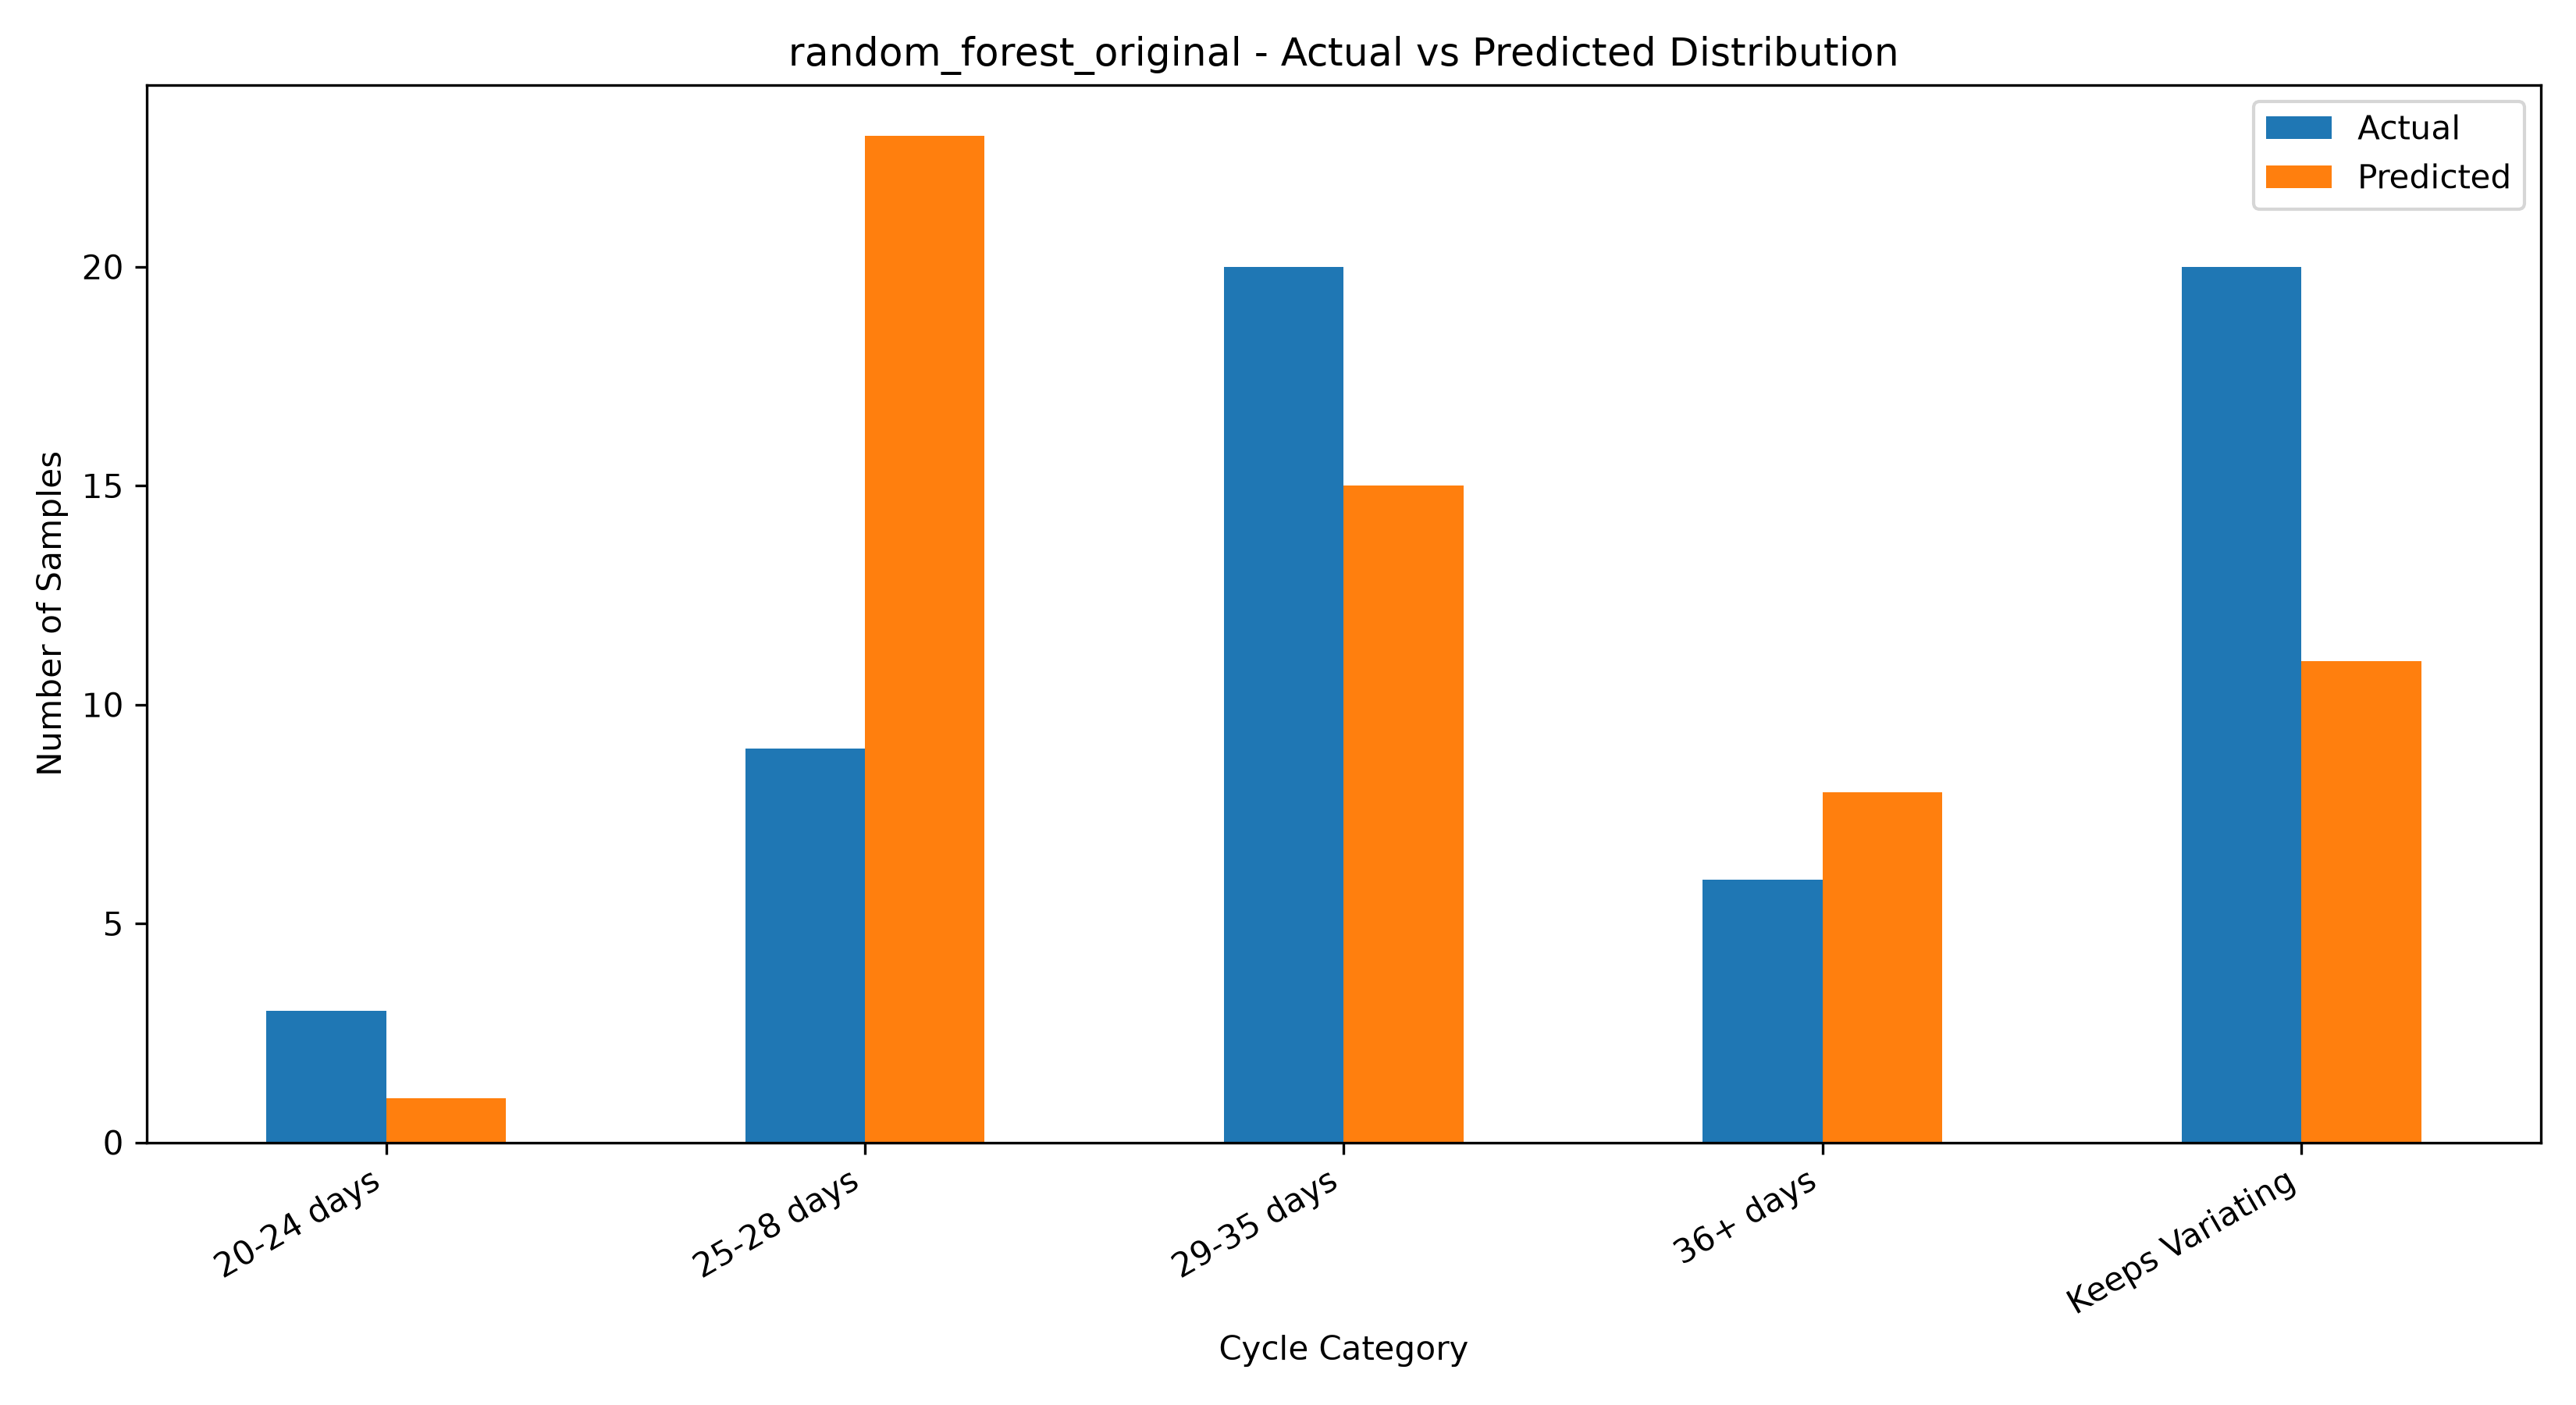 random_forest_original - Actual vs Predicted Distribution
Actual
Predicted
Number of Samples
20
15
10
5
0
20-24 days
25-28 days
29-35 days
36+ days
Keeps Variating
Cycle Category